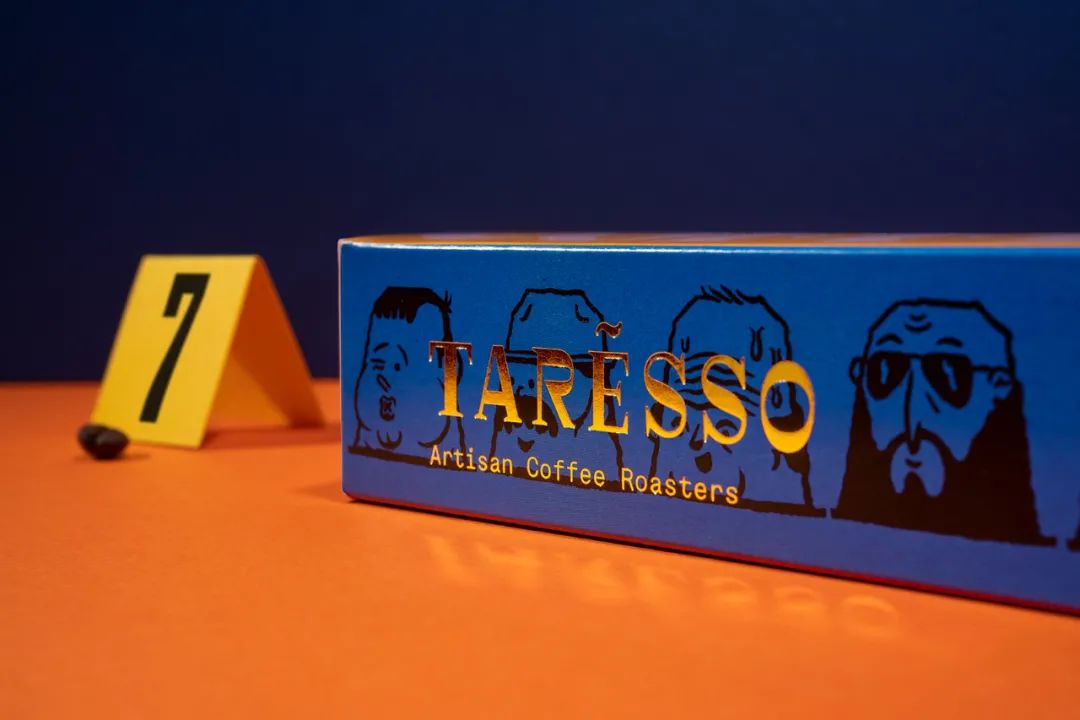 7
TARẼSSO
Artisan Coffee Roasters